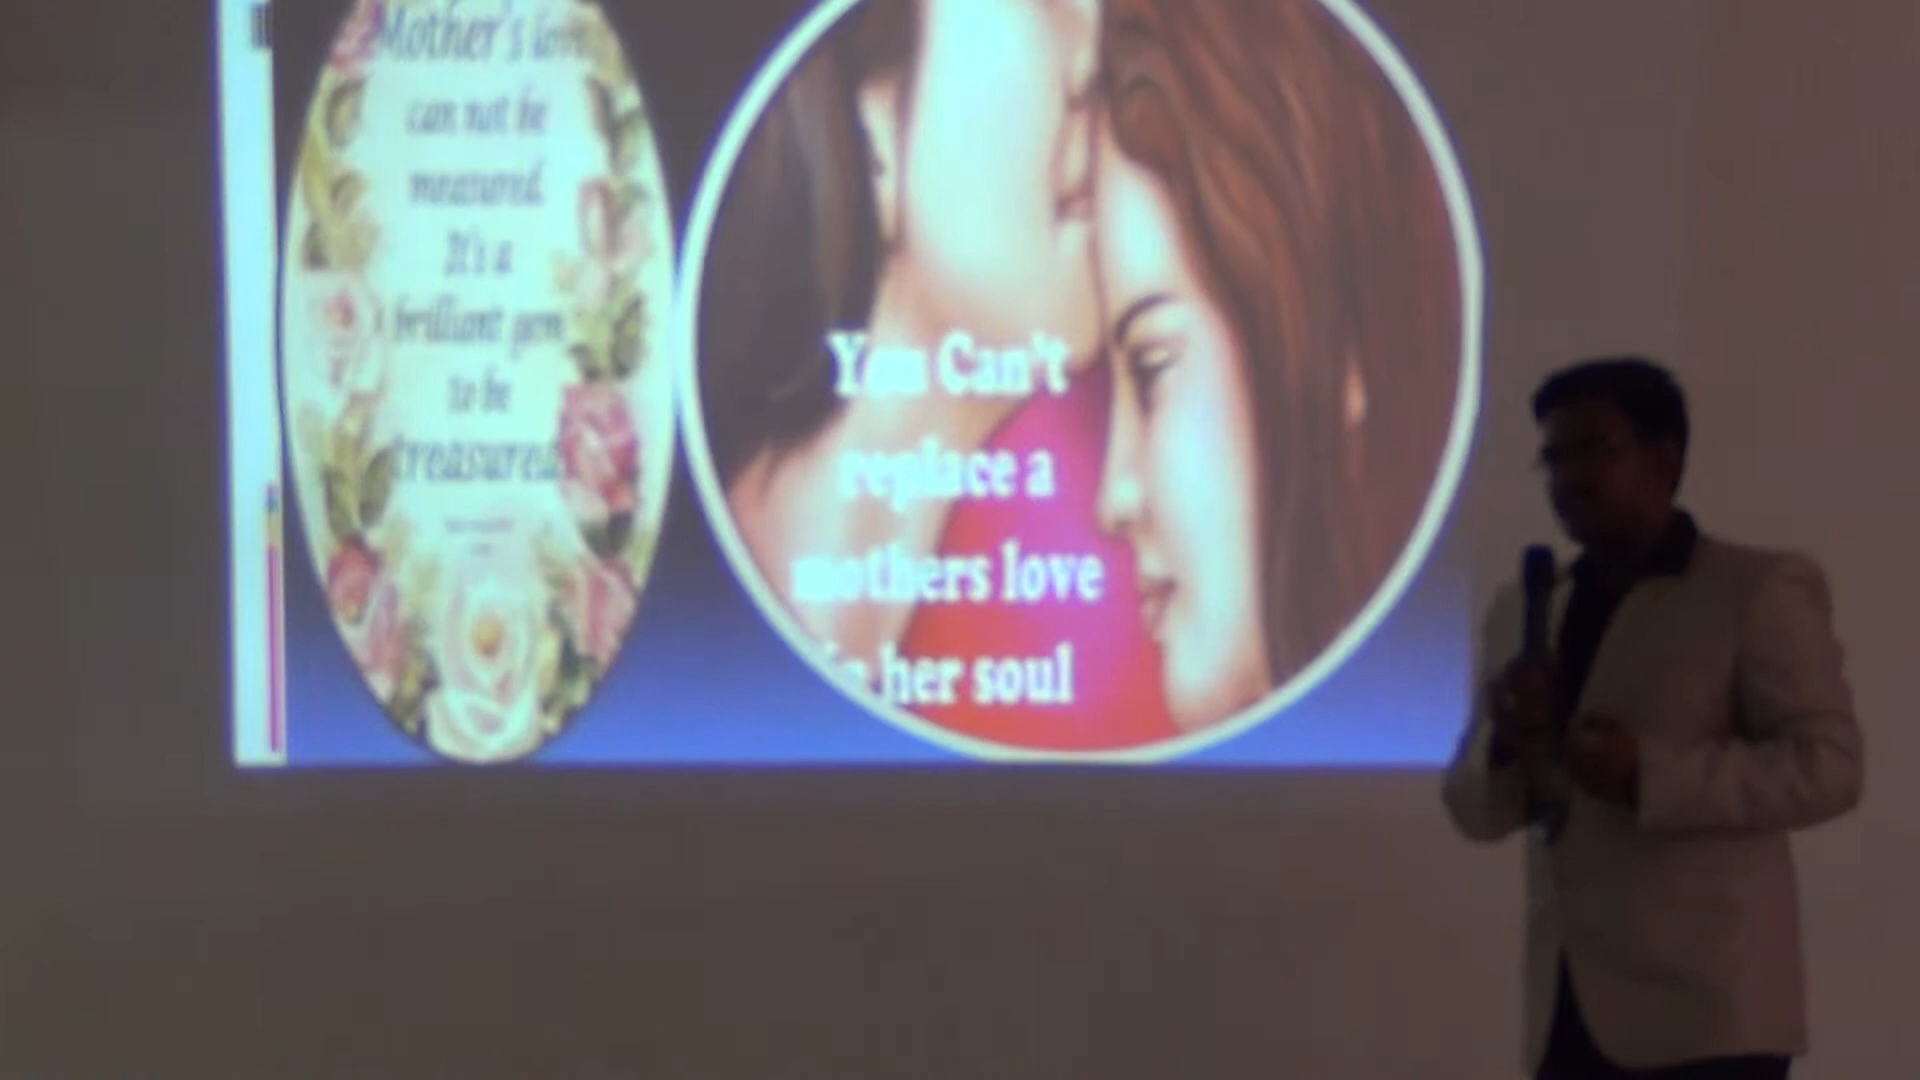 Mother's love
can not be
measured.
It's a
brilliant gem
to be
treasured
You Can't
replace a
mothers love
in her soul